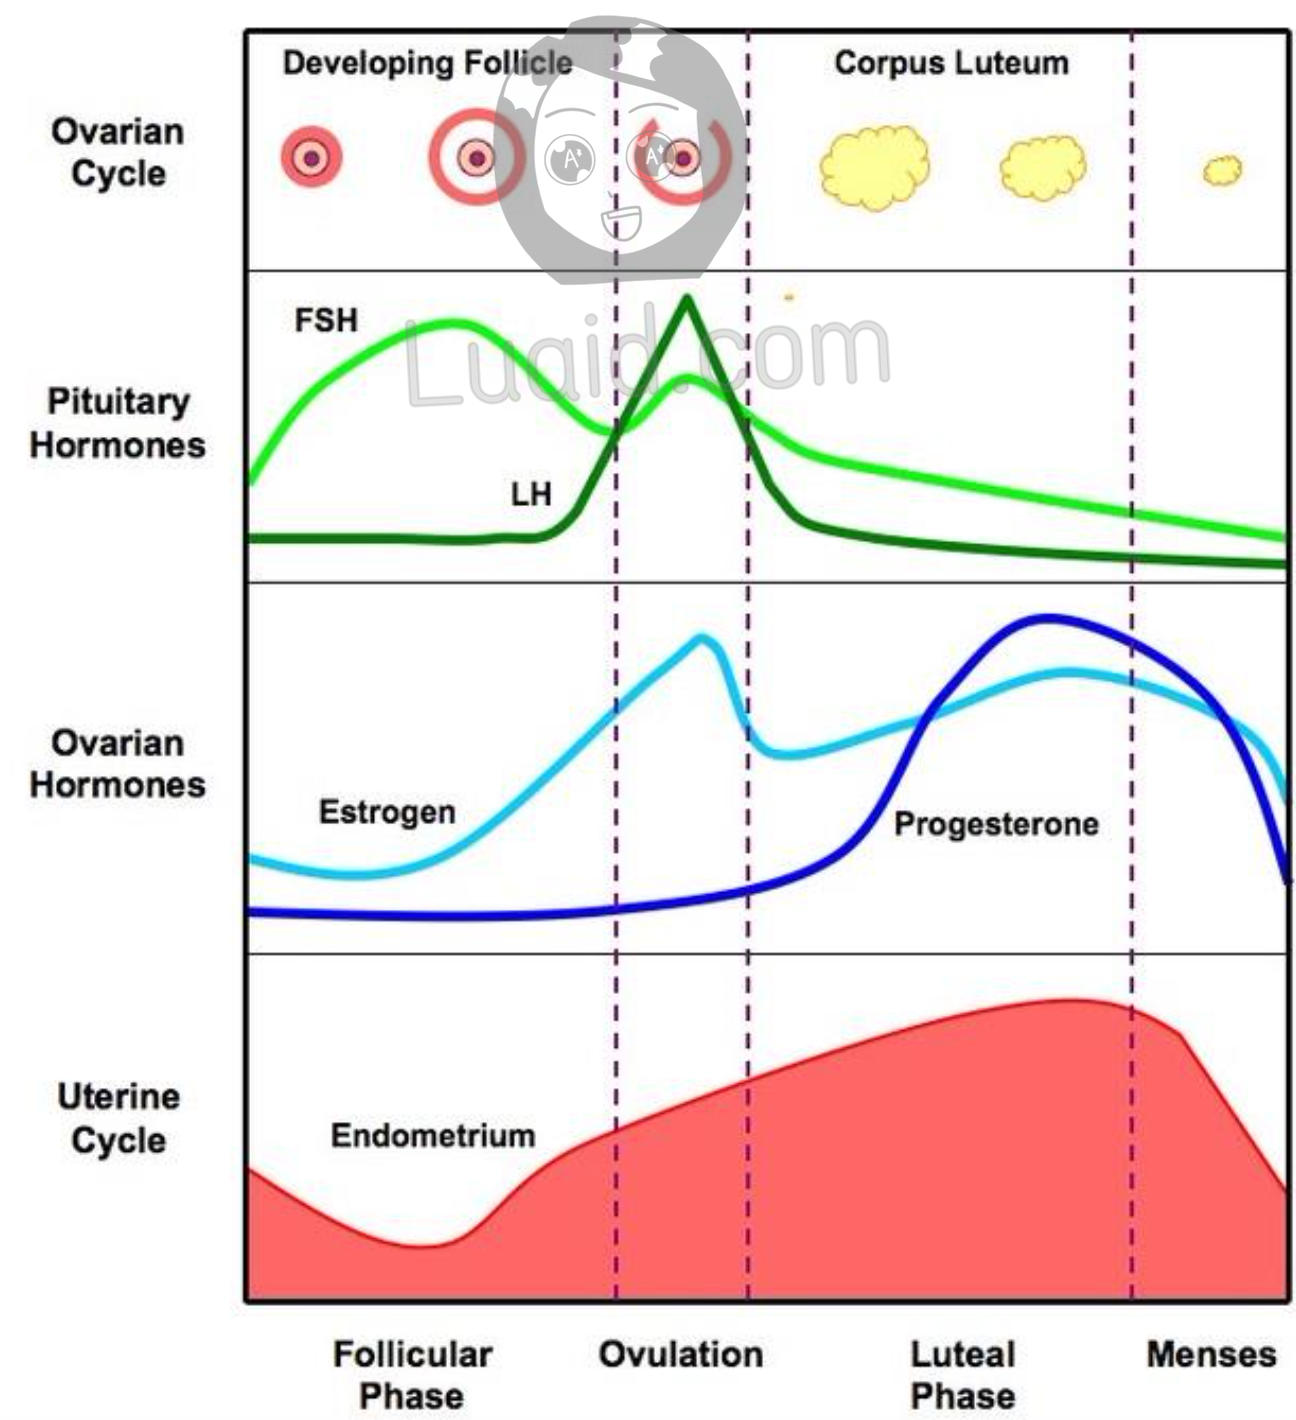 Developing Follicle
Corpus Luteum
Ovarian
Cycle
A+
A+
FSH
Luaid.com
Pituitary
Hormones
LH
Ovarian
Hormones
Estrogen
Progesterone
Uterine
Cycle
Endometrium
Follicular
Phase
Ovulation
Luteal
Phase
Menses